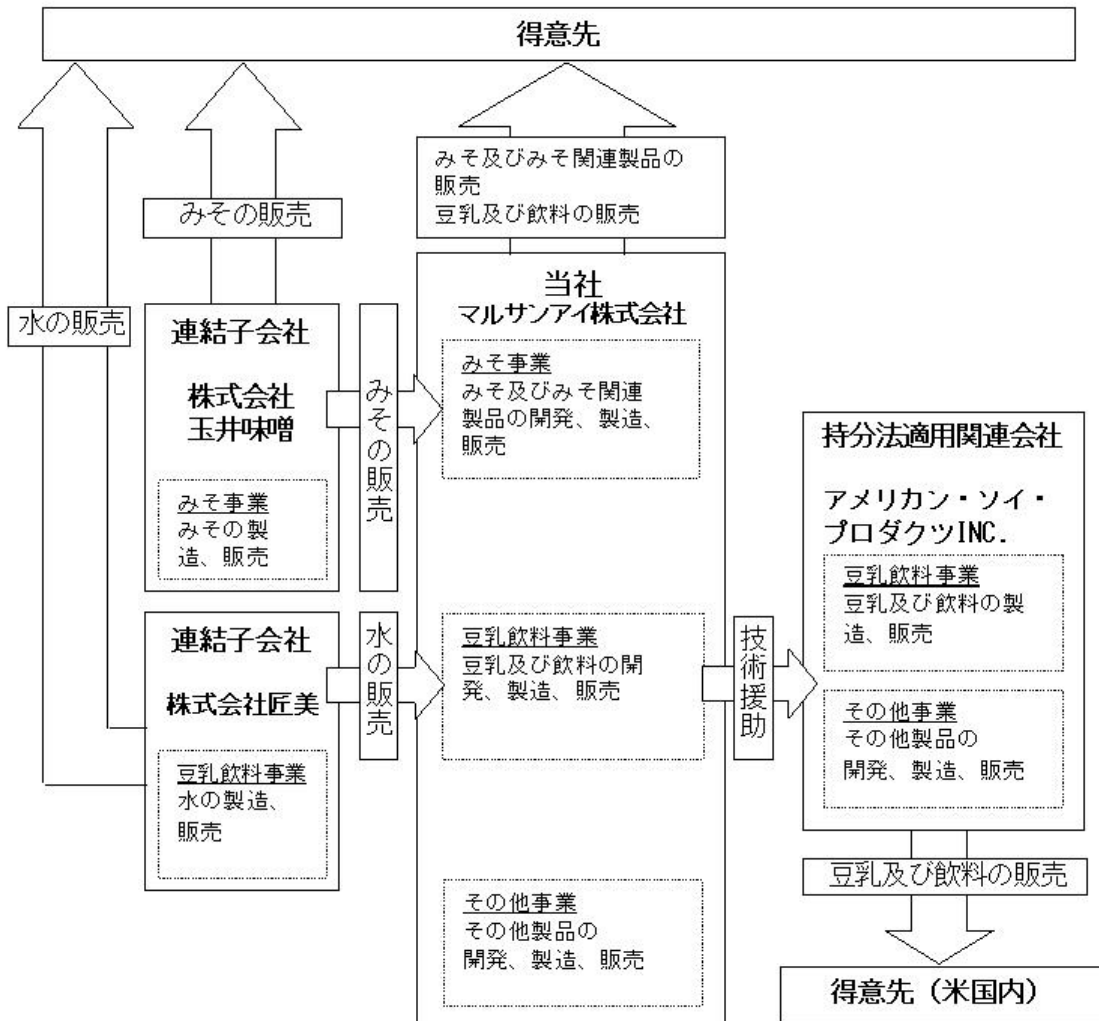 得意先
みそ及びみそ関連製品の
販売
豆乳及び飲料の販売
みその販売
水の販売
連結子会社
株式会社
玉井味噌
みそ事業
みその製
造、販売
みその販売
当社
マルサンアイ株式会社
みそ事業
みそ及びみそ関連
製品の開発、製造、
販売
連結子会社
株式会社匠美
豆乳飲料事業
水の製造、
販売
水の販売
豆乳飲料事業
豆乳及び飲料の開
発、製造、販売
その他事業
その他製品の
開発、製造、販売
技術援助
持分法適用関連会社
アメリカン・ソイ・
プロダクツINC.
豆乳飲料事業
豆乳及び飲料の製
造、販売
その他事業
その他製品の
開発、製造、販売
豆乳及び飲料の販売
得意先（米国内）